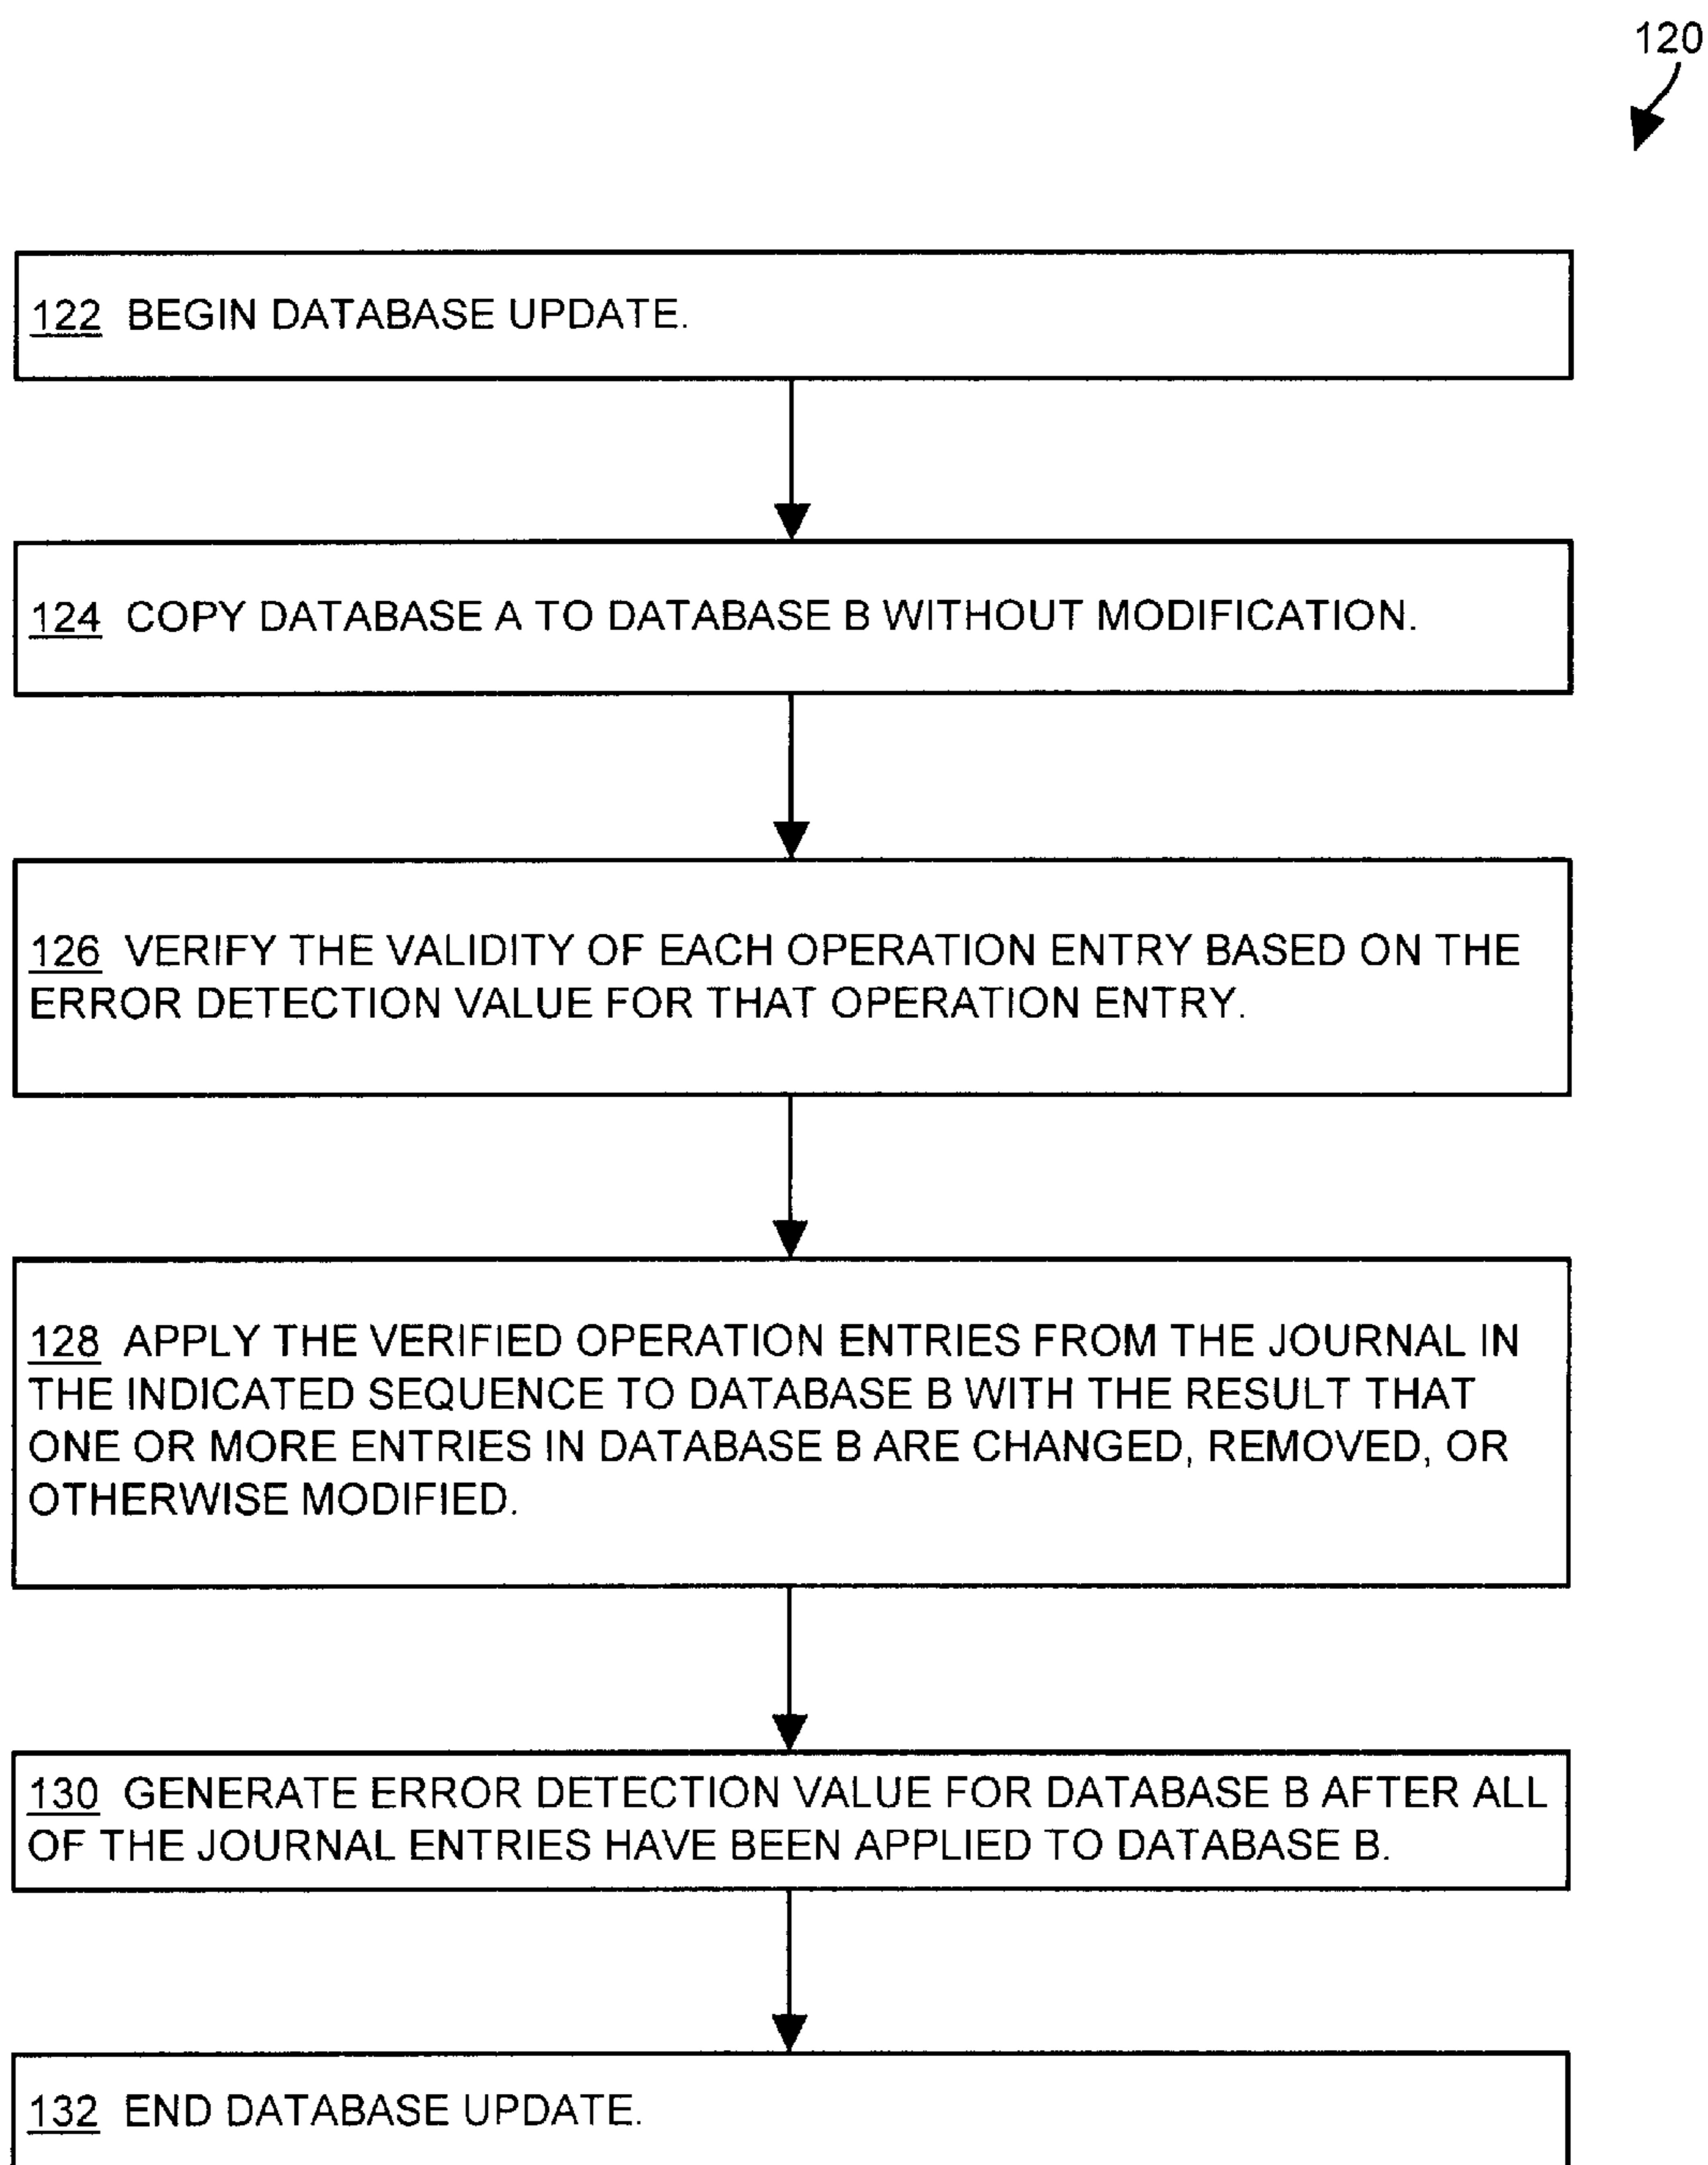 120
122 BEGIN DATABASE UPDATE.
124 COPY DATABASE A TO DATABASE B WITHOUT MODIFICATION.
126 VERIFY THE VALIDITY OF EACH OPERATION ENTRY BASED ON THE
ERROR DETECTION VALUE FOR THAT OPERATION ENTRY.
128 APPLY THE VERIFIED OPERATION ENTRIES FROM THE JOURNAL IN
THE INDICATED SEQUENCE TO DATABASE B WITH THE RESULT THAT
ONE OR MORE ENTRIES IN DATABASE B ARE CHANGED, REMOVED, OR
OTHERWISE MODIFIED.
130 GENERATE ERROR DETECTION VALUE FOR DATABASE B AFTER ALL
OF THE JOURNAL ENTRIES HAVE BEEN APPLIED TO DATABASE B.
132 END DATABASE UPDATE.